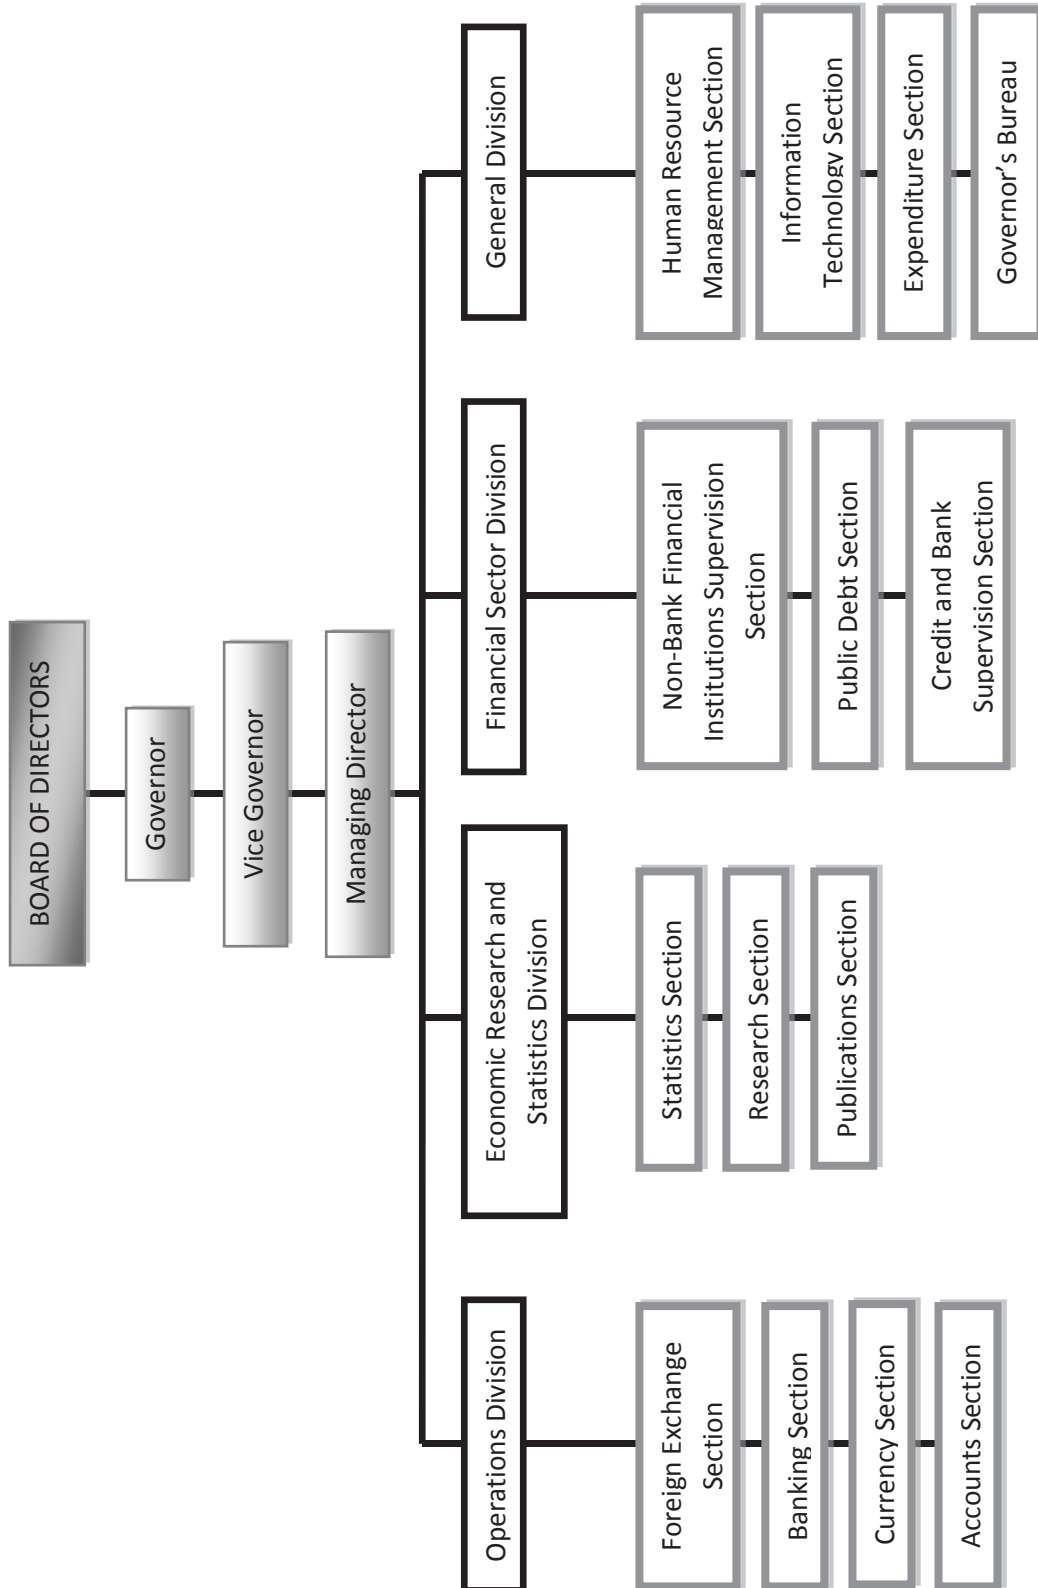 BOARD OF DIRECTORS
Governor
Vice Governor
Managing Director
Operations Division
Foreign Exchange
Section
Banking Section
Currency Section
Accounts Section
Economic Research and
Statistics Division
Statistics Section
Research Section
Publications Section
Financial Sector Division
Non-Bank Financial
Institutions Supervision
Section
Public Debt Section
Credit and Bank
Supervision Section
General Division
Human Resource
Management Section
Information
Technology Section
Expenditure Section
Governor’s Bureau